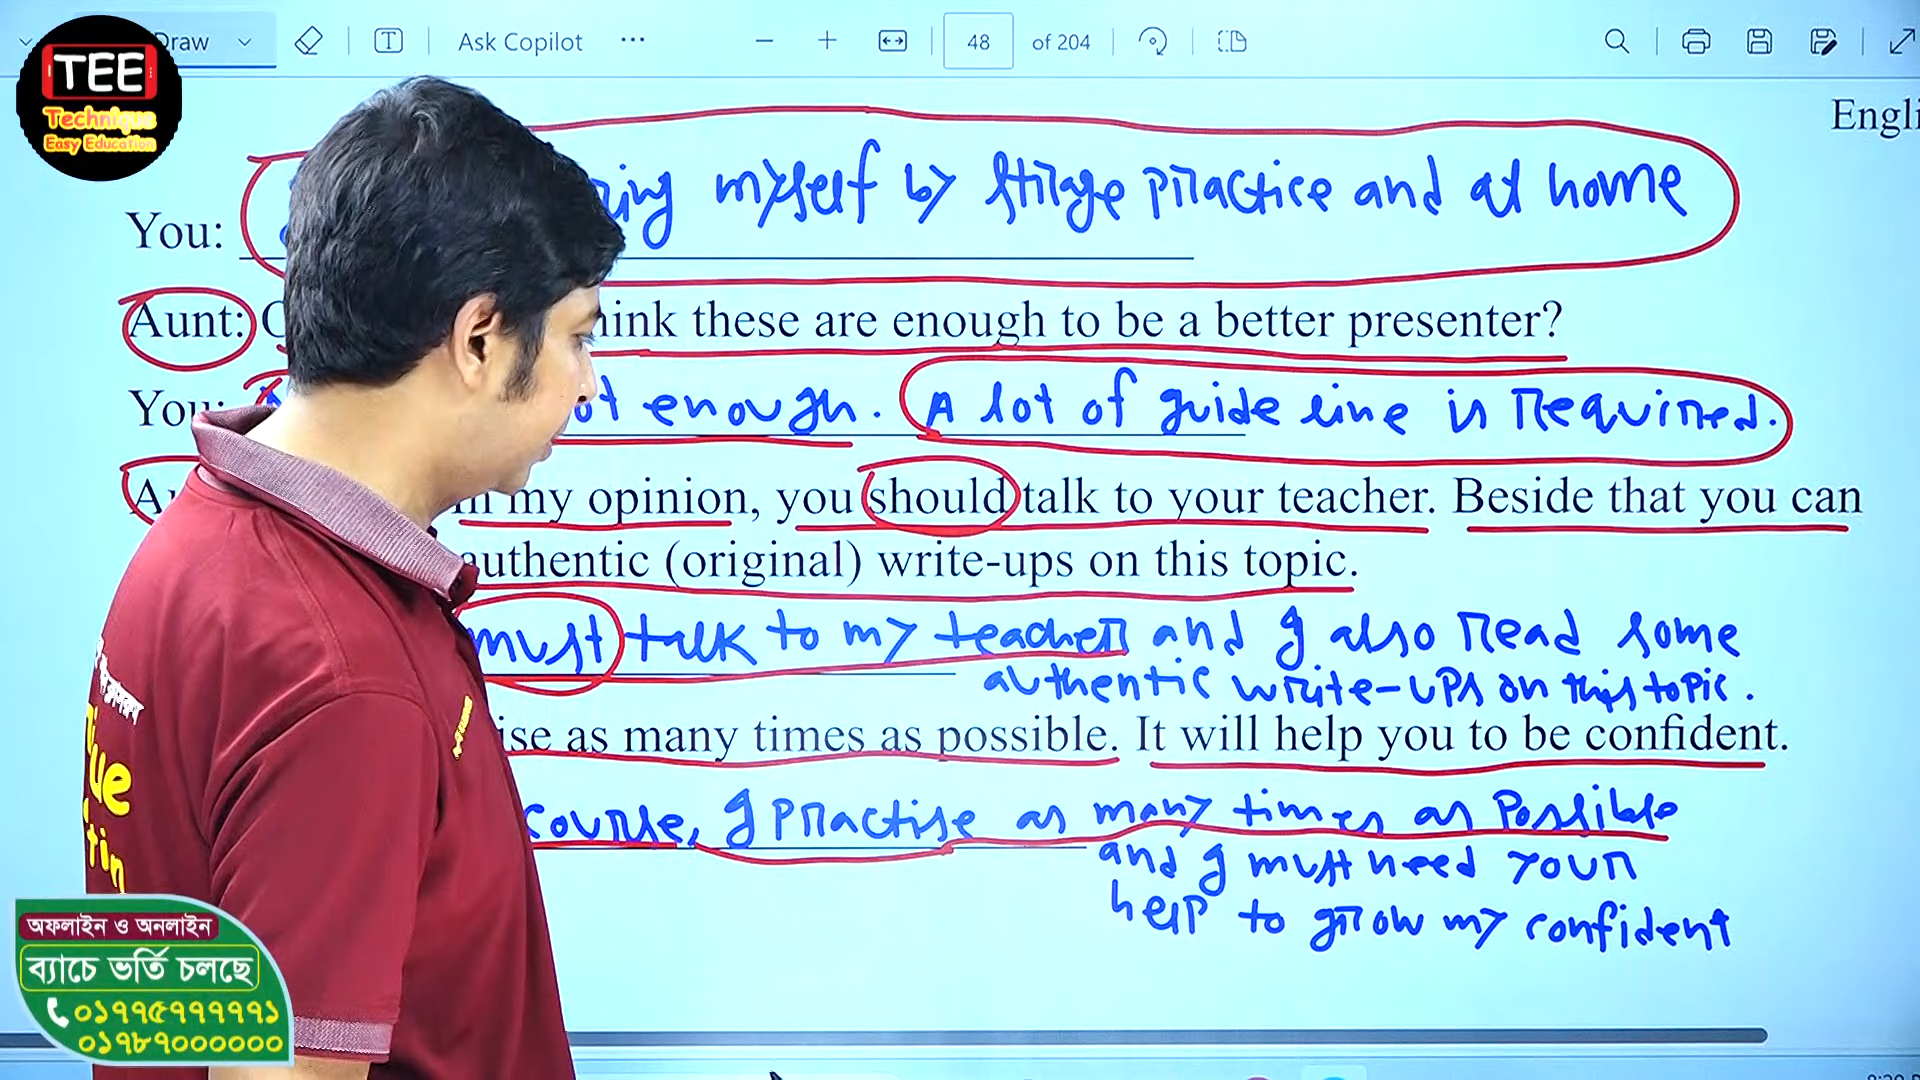 Draw
Ask Copilot
48 of 204
TEE
Technique
Easy Education
Engli
myself by stage practice and at home
You:
Aunt: think these are enough to be a better presenter?
You: not enough. A lot of guide line is required.
In my opinion, you should talk to your teacher. Beside that you can
authentic (original) write-ups on this topic.
must talk to my teacher and I also read some
authentic write-ups on this topic.
ise as many times as possible. It will help you to be confident.
course, I practise as many times as possible
and I must need your
help to grow my confident
অফলাইন ও অনলাইন
ব্যাচে ভর্তি চলছে
০১৭৭৫৭৭৭৭৭১
০১৭৮৭০০০০০০